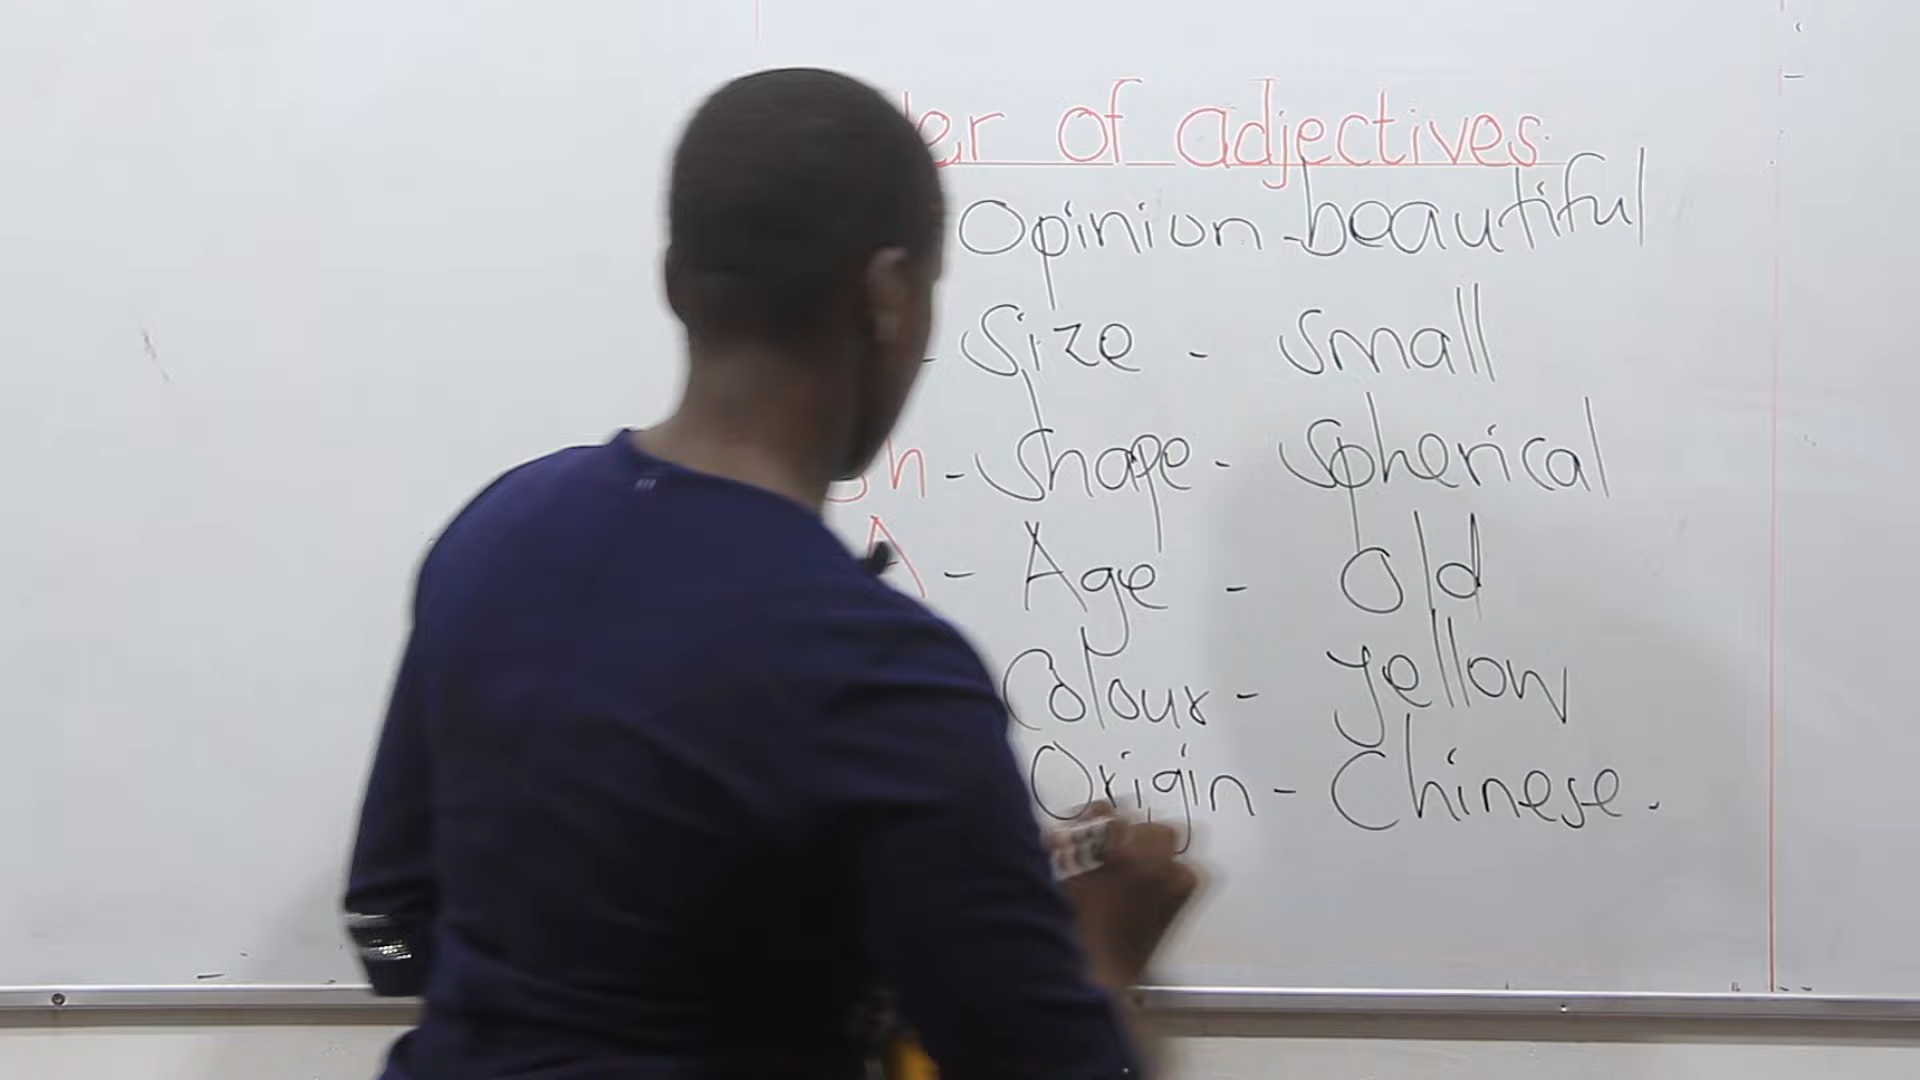 er of adjectives
Opinion - beautiful
- Size - Small
Sh - Shape - Spherical
A - Age - Old
Colour - yellow
Origin - Chinese.